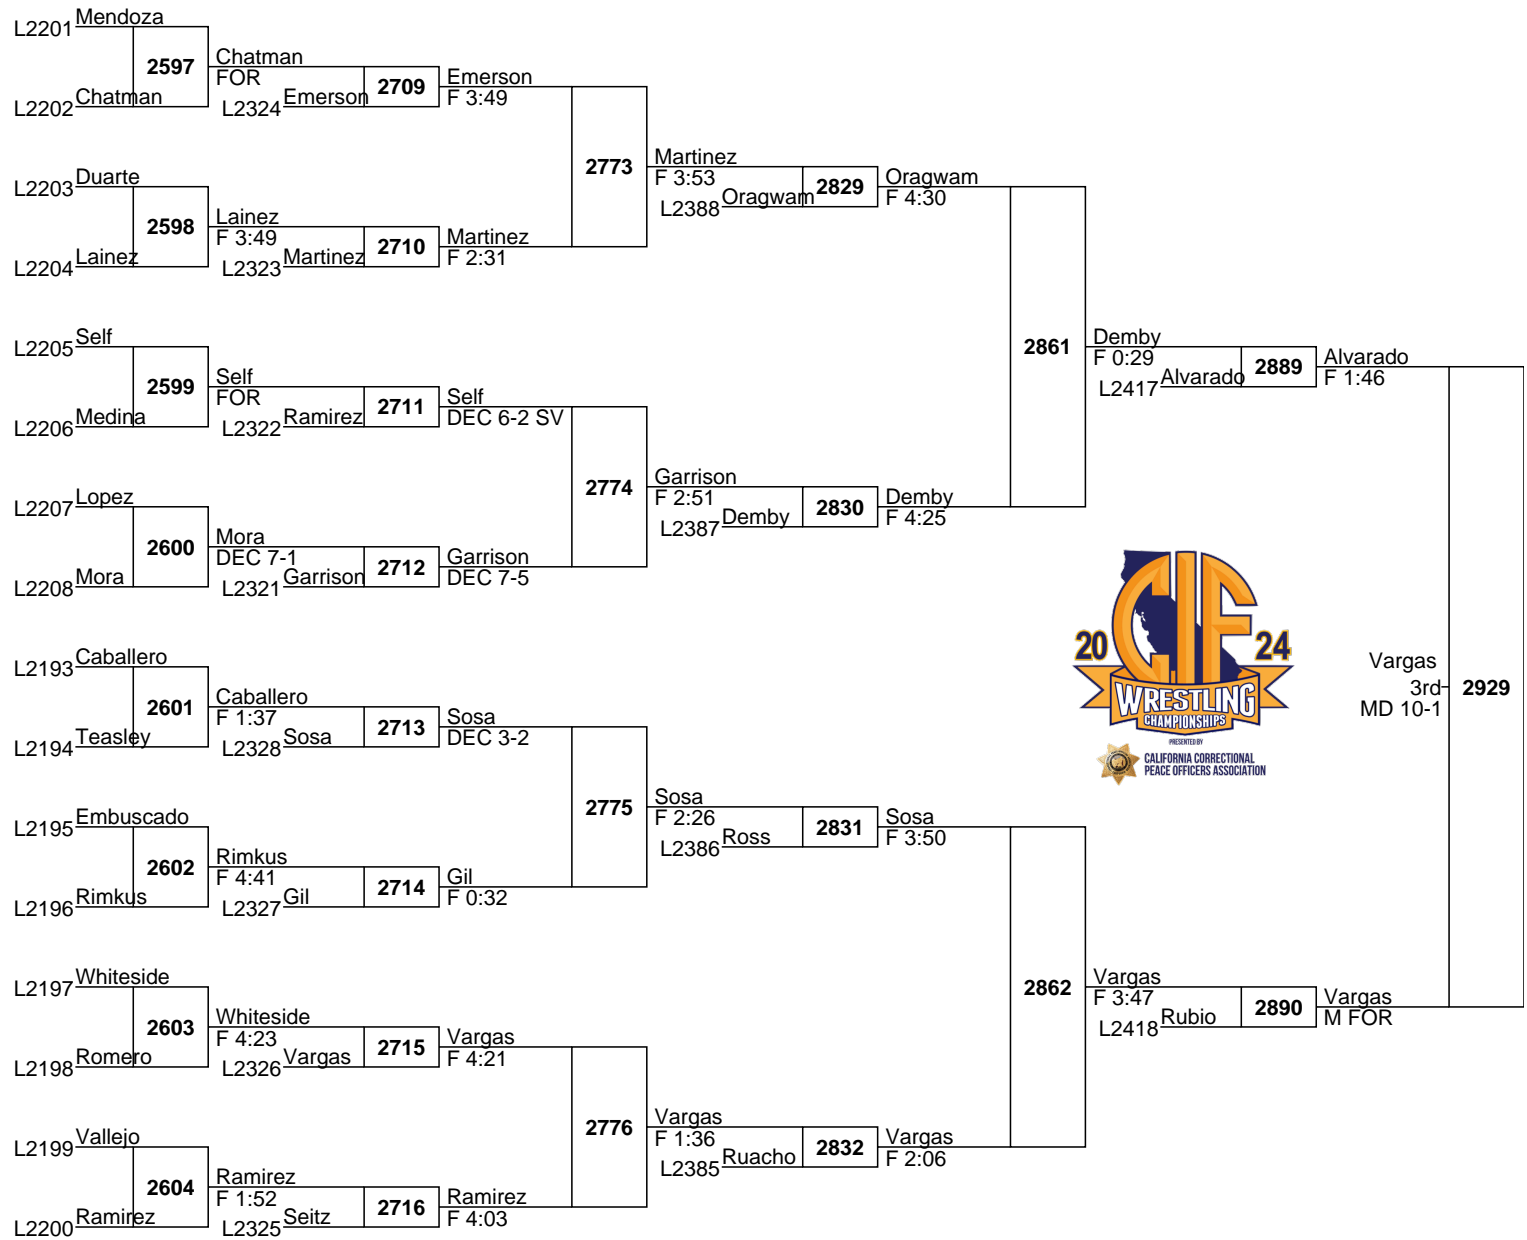 Mendoza
L2201
2597
Chatman
FOR
L2202
Chatman
L2324
Emerson
2709
Emerson
F 3:49
L2203
Duarte
2598
Lainez
F 3:49
L2204
Lainez
L2323
Martinez
2710
Martinez
F 2:31
2773
Martinez
F 3:53
L2388
Oragwam
2829
Oragwam
F 4:30
L2205
Self
2599
Self
FOR
L2206
Medina
L2322
Ramirez
2711
Self
DEC 6-2 SV
L2207
Lopez
2600
Mora
DEC 7-1
L2208
Mora
L2321
Garrison
2712
Garrison
DEC 7-5
2774
Garrison
F 2:51
L2387
Demby
2830
Demby
F 4:25
2861
Demby
F 0:29
L2417
Alvarado
2889
Alvarado
F 1:46
L2193
Caballero
2601
Caballero
F 1:37
L2194
Teasley
L2328
Sosa
2713
Sosa
DEC 3-2
L2195
Embuscado
2602
Rimkus
F 4:41
L2196
Rimkus
L2327
Gil
2714
Gil
F 0:32
2775
Sosa
F 2:26
L2386
Ross
2831
Sosa
F 3:50
L2197
Whiteside
2603
Whiteside
F 4:23
L2198
Romero
L2326
Vargas
2715
Vargas
F 4:21
L2199
Vallejo
2604
Ramirez
F 1:52
L2200
Ramirez
L2325
Seitz
2716
Ramirez
F 4:03
2776
Vargas
F 1:36
L2385
Ruacho
2832
Vargas
F 2:06
2862
Vargas
F 3:47
L2418
Rubio
2890
Vargas
M FOR
20 CIF 24
WRESTLING
CHAMPIONSHIPS
PRESENTED BY
CALIFORNIA CORRECTIONAL
PEACE OFFICERS ASSOCIATION
Vargas
3rd
MD 10-1
2929